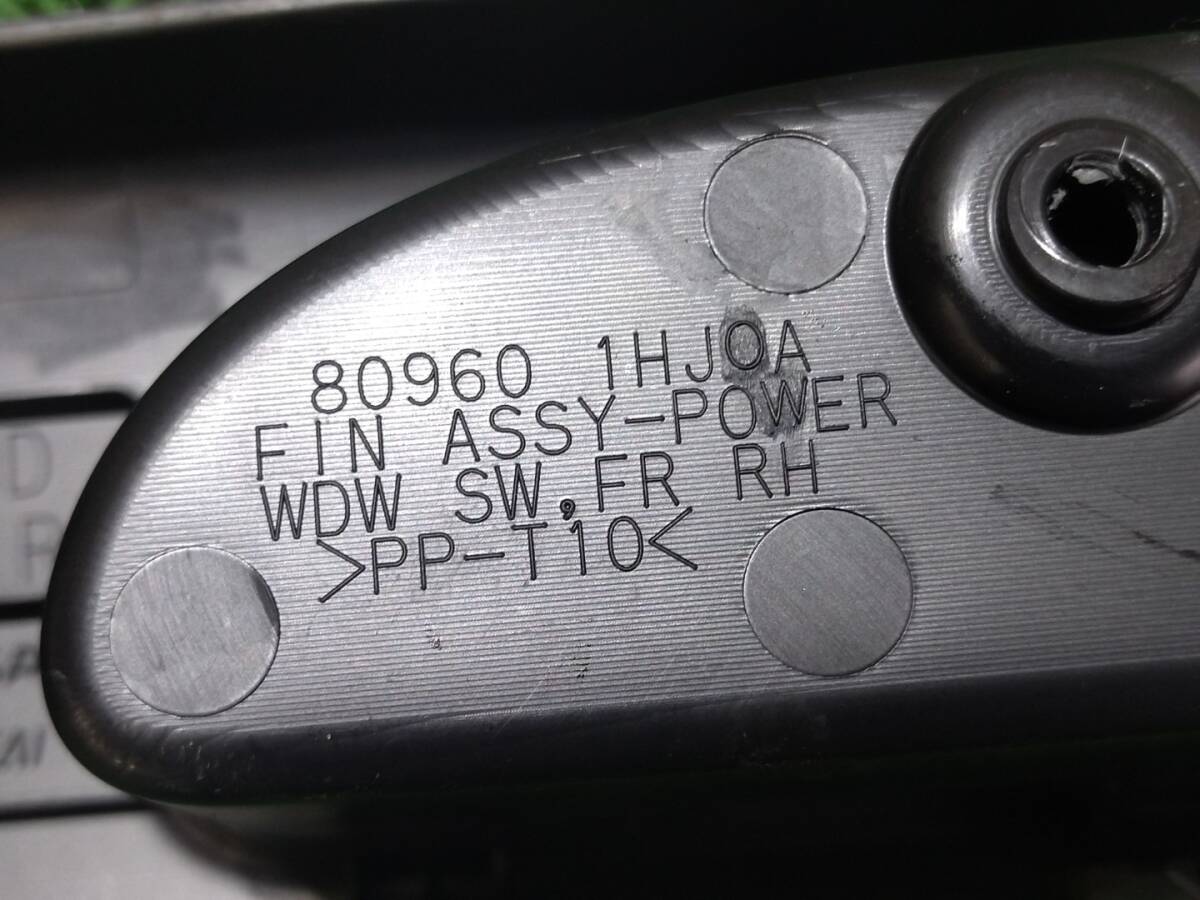 80960 1HJ0A
FIN ASSY-POWER
WDW SW,FR RH
>PP-T10<